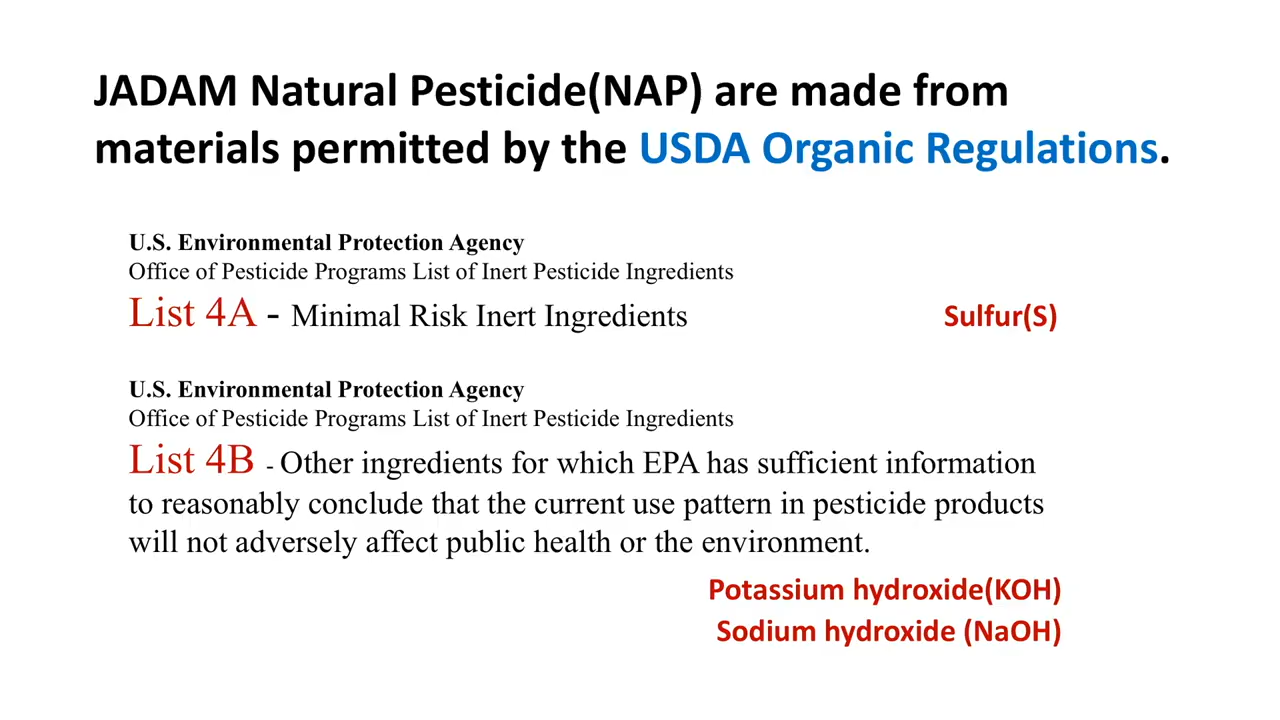 JADAM Natural Pesticide(NAP) are made from
materials permitted by the USDA Organic Regulations.
U.S. Environmental Protection Agency
Office of Pesticide Programs List of Inert Pesticide Ingredients
List 4A - Minimal Risk Inert Ingredients Sulfur(S)
U.S. Environmental Protection Agency
Office of Pesticide Programs List of Inert Pesticide Ingredients
List 4B - Other ingredients for which EPA has sufficient information
to reasonably conclude that the current use pattern in pesticide products
will not adversely affect public health or the environment.
Potassium hydroxide(KOH)
Sodium hydroxide (NaOH)